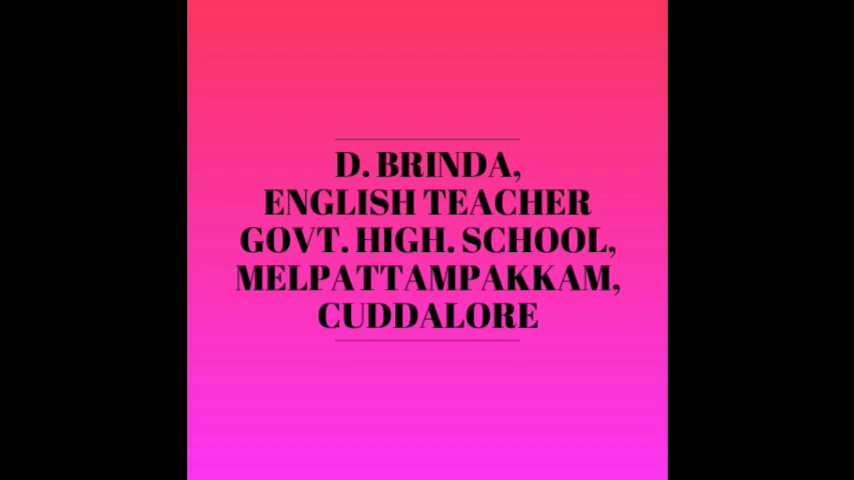 D. BRINDA,
ENGLISH TEACHER
GOVT. HIGH. SCHOOL,
MELPATTAMPAKKAM,
CUDDALORE